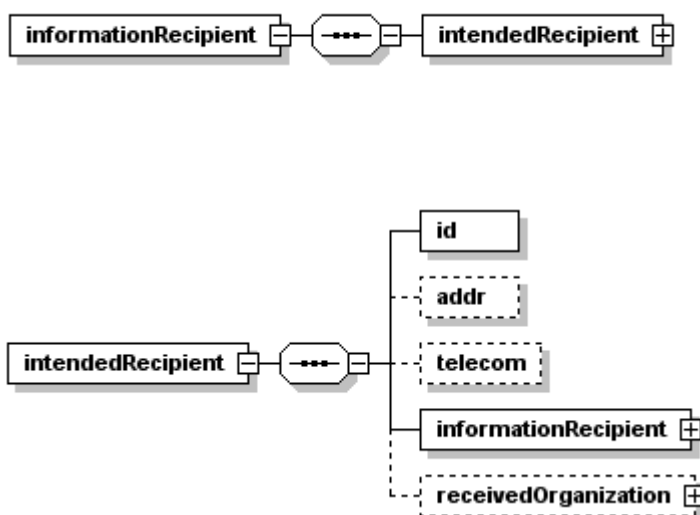 informationRecipient
intendedRecipient
id
addr
intendedRecipient
telecom
informationRecipient
receivedOrganization